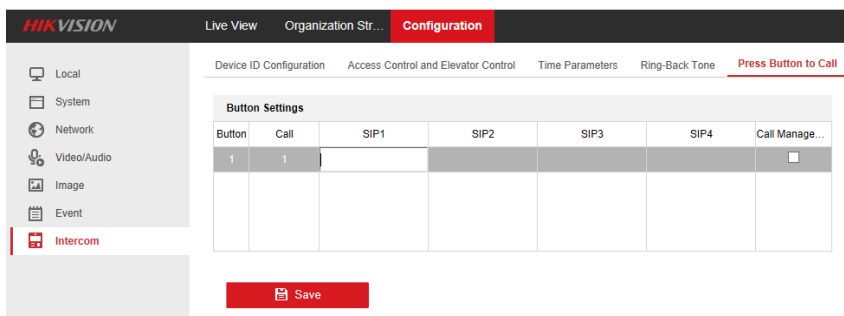 HIKVISION
Live View Organization Str... Configuration
Local
System
Network
Video/Audio
Image
Event
Intercom
Device ID Configuration Access Control and Elevator Control Time Parameters Ring-Back Tone Press Button to Call
Button Settings
Button Call SIP1 SIP2 SIP3 SIP4 Call Manage...
1 1
Save